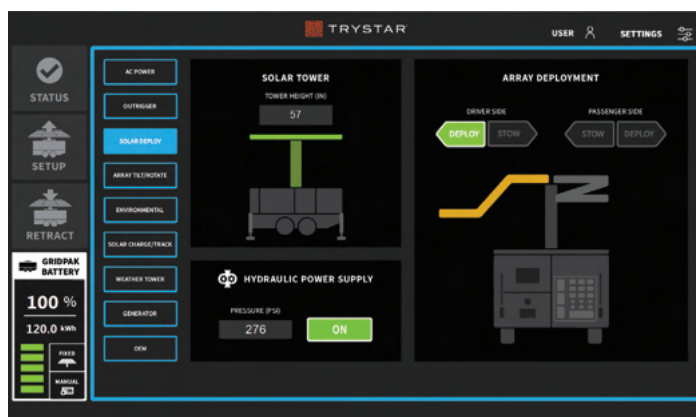 TRYSTAR
USER
SETTINGS
STATUS
SETUP
RETRACT
GRIDPAK
BATTERY
100 %
120.0 kWh
FIXED
MANUAL
AC POWER
OUTRIGGER
SOLAR DEPLOY
ARRAY TILT/ROTATE
ENVIRONMENTAL
SOLAR CHARGE/TRACK
WEATHER TOWER
GENERATOR
OEM
SOLAR TOWER
TOWER HEIGHT (IN)
57
HYDRAULIC POWER SUPPLY
PRESSURE (PSI)
276
ON
ARRAY DEPLOYMENT
DRIVER SIDE
DEPLOY
STOW
PASSENGER SIDE
STOW
DEPLOY